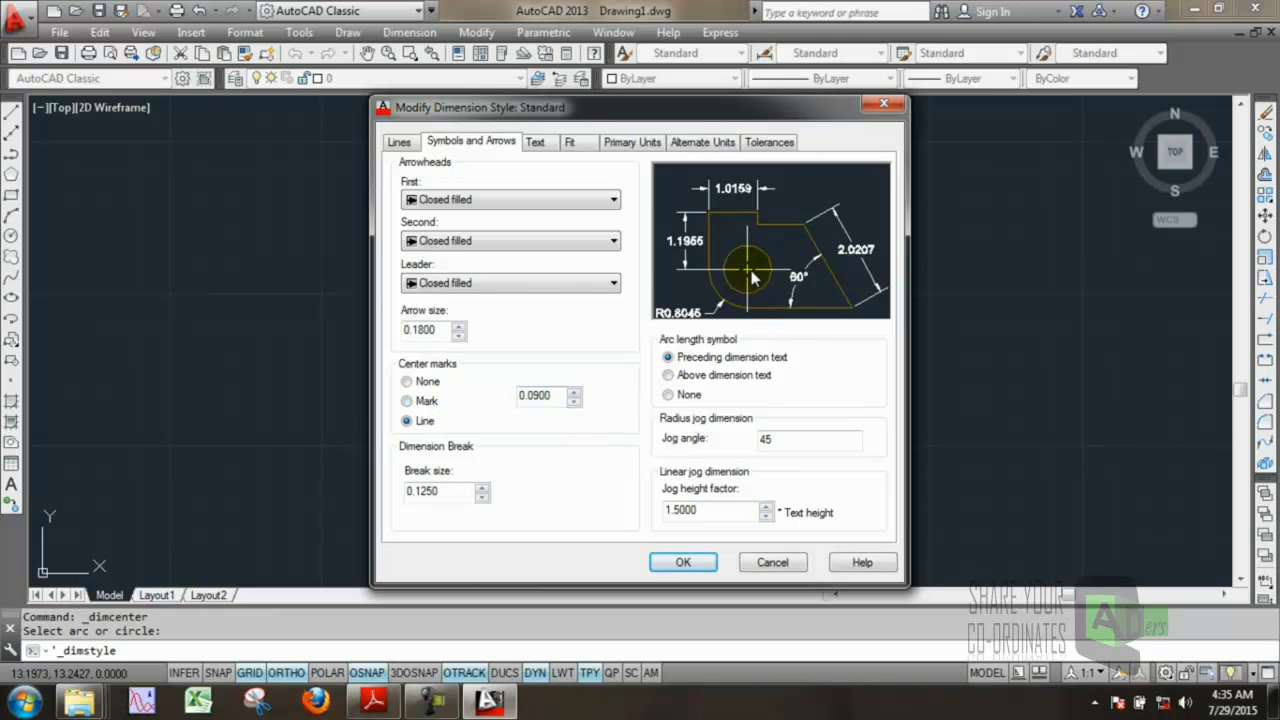 AutoCAD Classic
AutoCAD 2013 Drawing1.dwg
Type a keyword or phrase
Sign In
File Edit View Insert Format Tools Draw Dimension Modify Parametric Window Help Express
Standard Standard Standard Standard
AutoCAD Classic
0
ByLayer ByLayer ByLayer ByColor
[−][Top][2D Wireframe]
Modify Dimension Style: Standard
Lines Symbols and Arrows Text Fit Primary Units Alternate Units Tolerances
Arrowheads
First:
Closed filled
Second:
Closed filled
Leader:
Closed filled
Arrow size:
0.1800
Center marks
None
Mark
Line
0.0900
Dimension Break
Break size:
0.1250
1.0159
1.1955
2.0207
60°
R0.8045
Arc length symbol
Preceding dimension text
Above dimension text
None
Radius jog dimension
Jog angle:
45
Linear jog dimension
Jog height factor:
1.5000
* Text height
OK Cancel Help
N
W TOP E
S
WCS
Y
X
Model Layout1 Layout2
Command: _dimcenter
Select arc or circle:
'_dimstyle
SHARE YOUR
CO-ORDINATES
ADers
13.1973, 13.2427, 0.0000
INFER SNAP GRID ORTHO POLAR OSNAP 3DOSNAP OTRACK DUCS DYN LWT TPY QP SC AM
MODEL
1:1
4:35 AM
7/29/2015